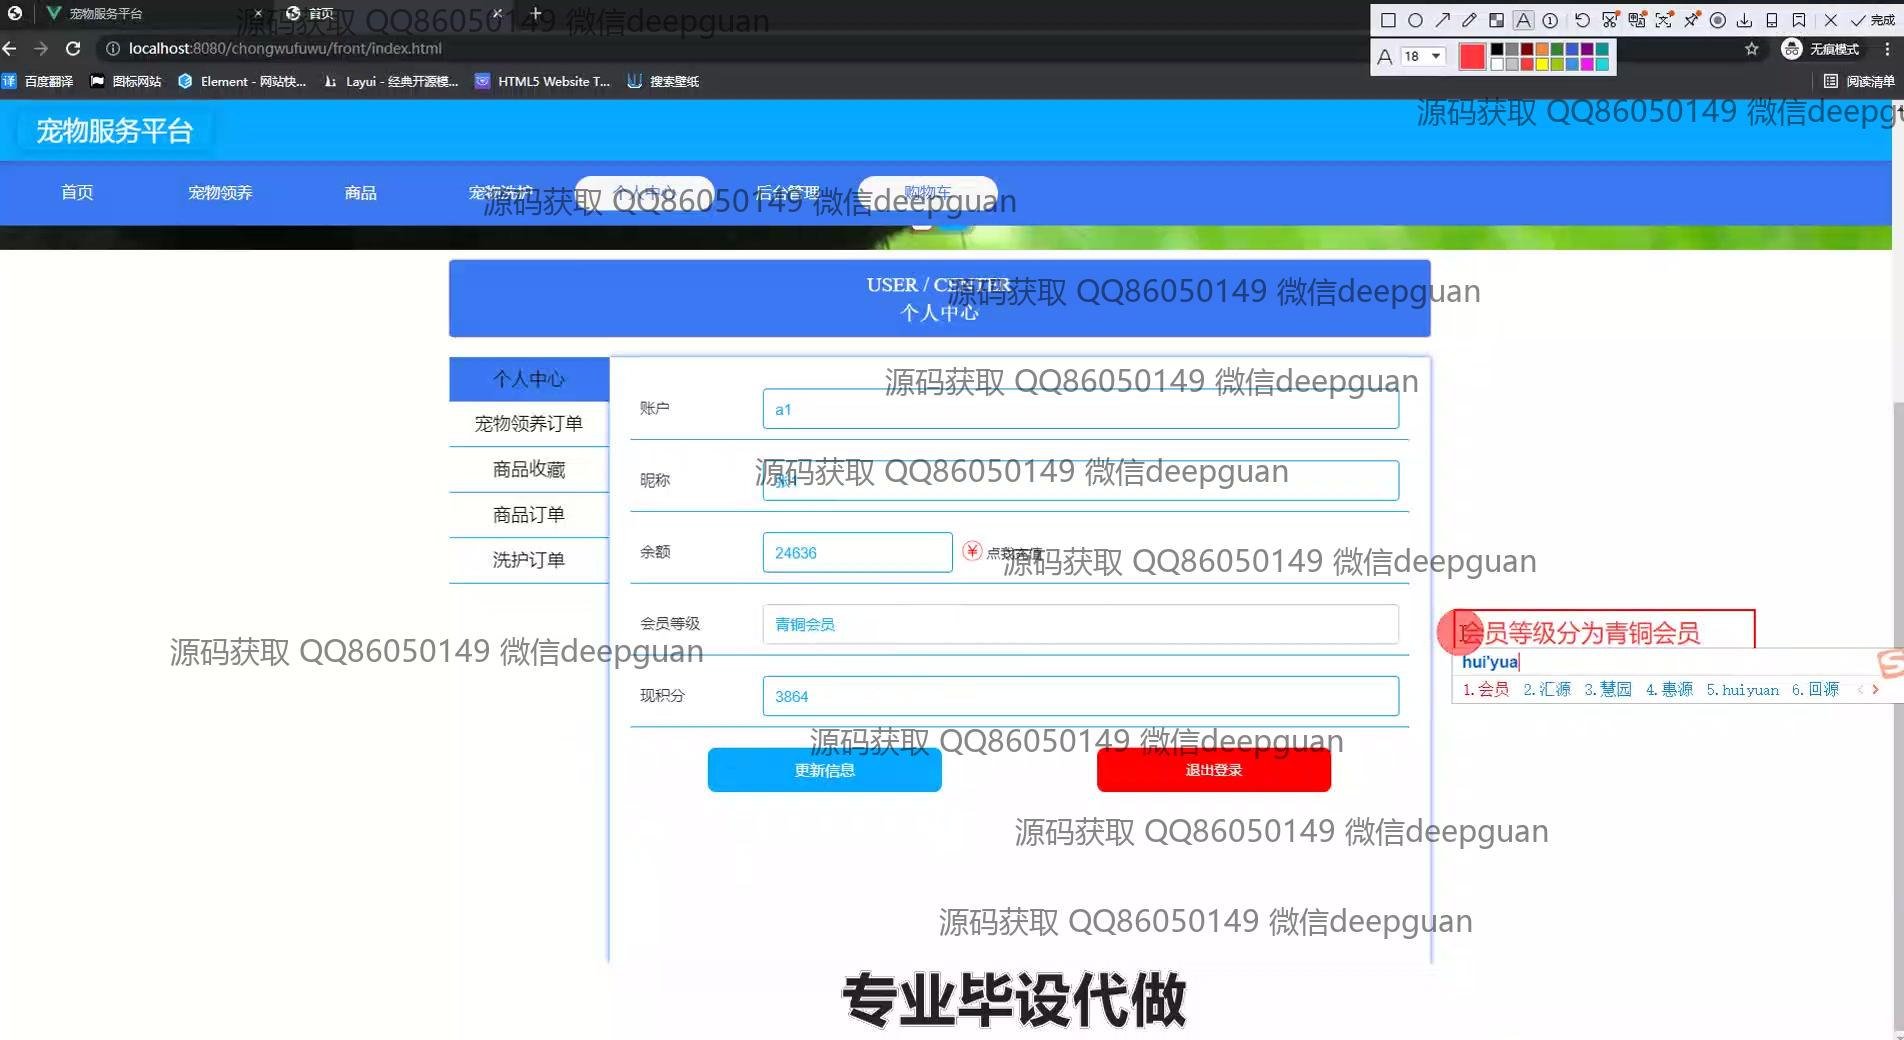 宠物服务平台
首页
完成
18
localhost:8080/chongwufuwu/front/index.html
无痕模式
百度翻译
图标网站
Element - 网站快...
Layui - 经典开源模...
HTML5 Website T...
搜索壁纸
阅读清单
源码获取 QQ86050149 微信deepguan
源码获取 QQ86050149 微信deepgu
宠物服务平台
首页
宠物领养
商品
宠物洗护
个人中心
后台管理
购物车
源码获取 QQ86050149 微信deepguan
USER / CENTER
个人中心
源码获取 QQ86050149 微信deepguan
个人中心
宠物领养订单
商品收藏
商品订单
洗护订单
源码获取 QQ86050149 微信deepguan
账户
a1
昵称
张1
源码获取 QQ86050149 微信deepguan
余额
24636
¥ 点我充值
源码获取 QQ86050149 微信deepguan
会员等级
青铜会员
会员等级分为青铜会员
源码获取 QQ86050149 微信deepguan
hui'yua
1.会员 2.汇源 3.慧园 4.惠源 5.huiyuan 6.回源
现积分
3864
源码获取 QQ86050149 微信deepguan
更新信息
退出登录
源码获取 QQ86050149 微信deepguan
源码获取 QQ86050149 微信deepguan
专业毕设代做